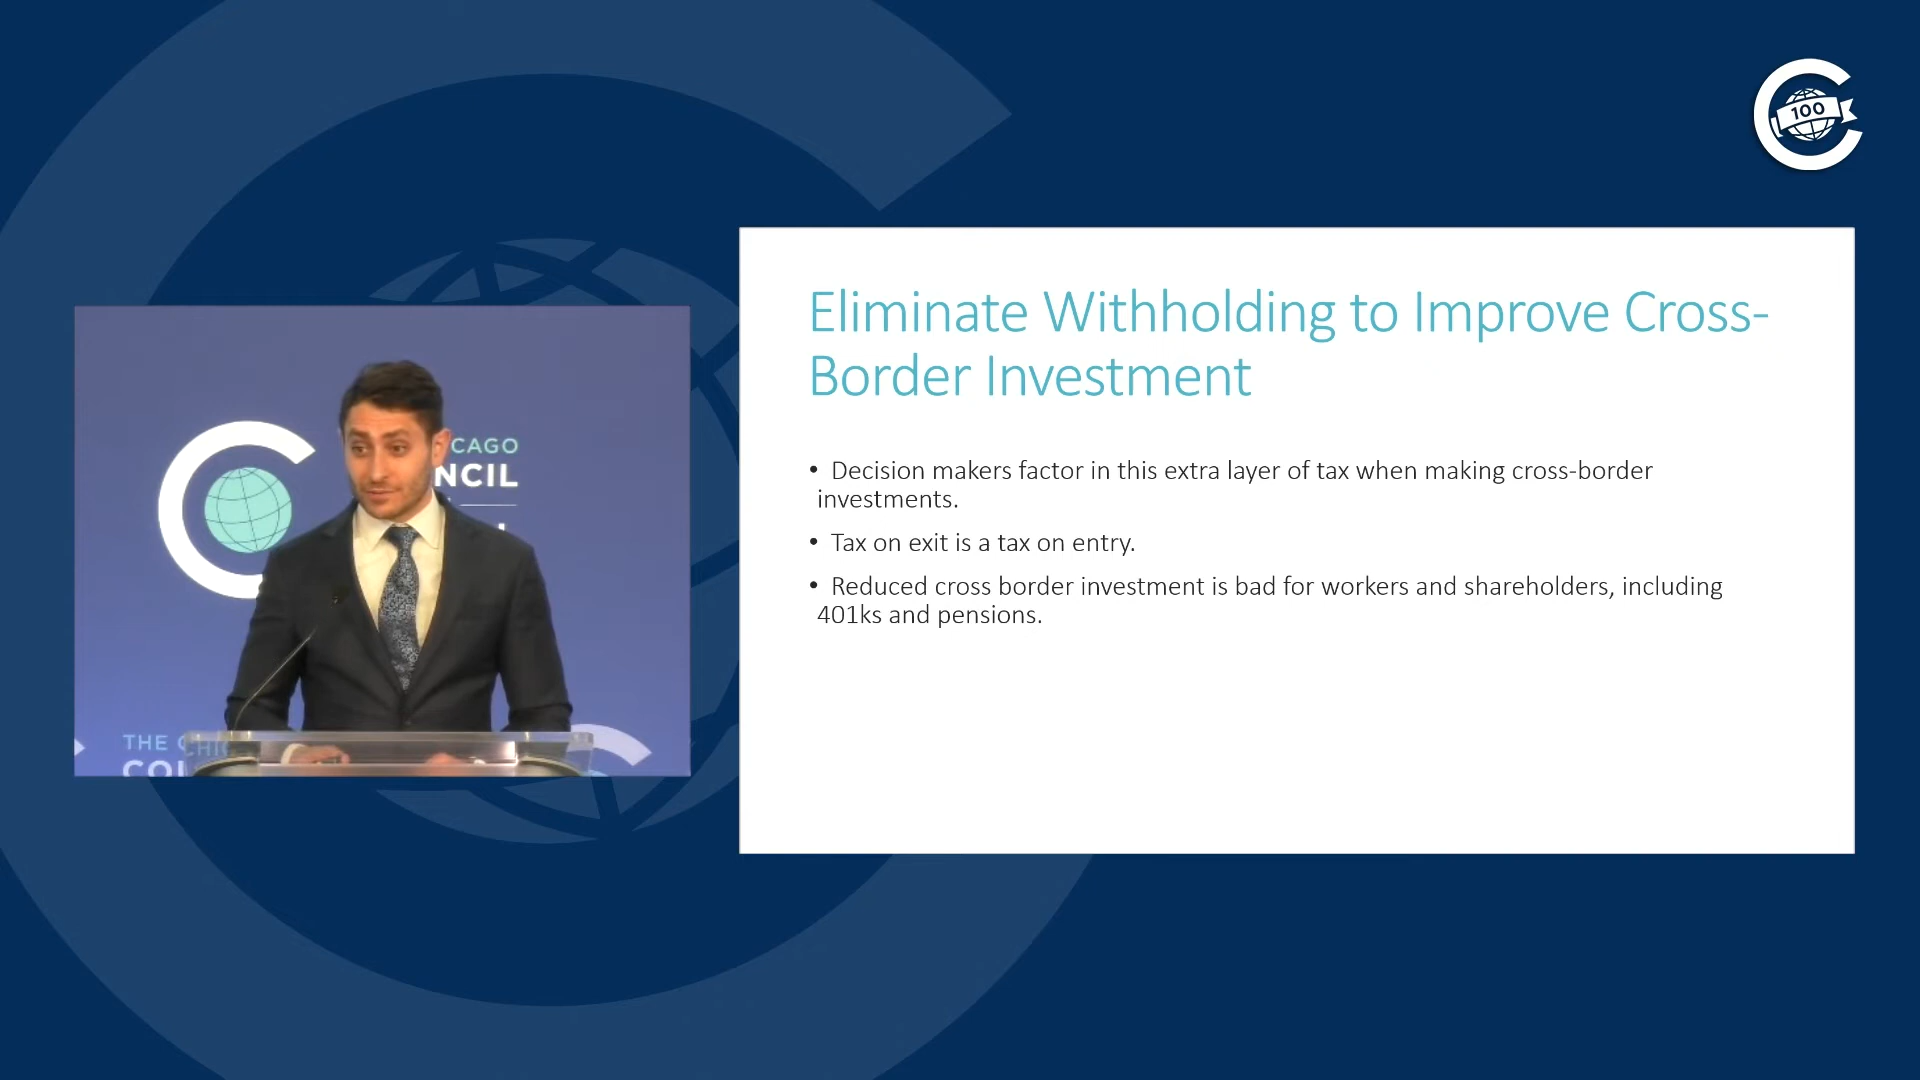 100
Eliminate Withholding to Improve Cross-
Border Investment
• Decision makers factor in this extra layer of tax when making cross-border
investments.
• Tax on exit is a tax on entry.
• Reduced cross border investment is bad for workers and shareholders, including
401ks and pensions.
CAGO
NCIL
THE CHIC
COU